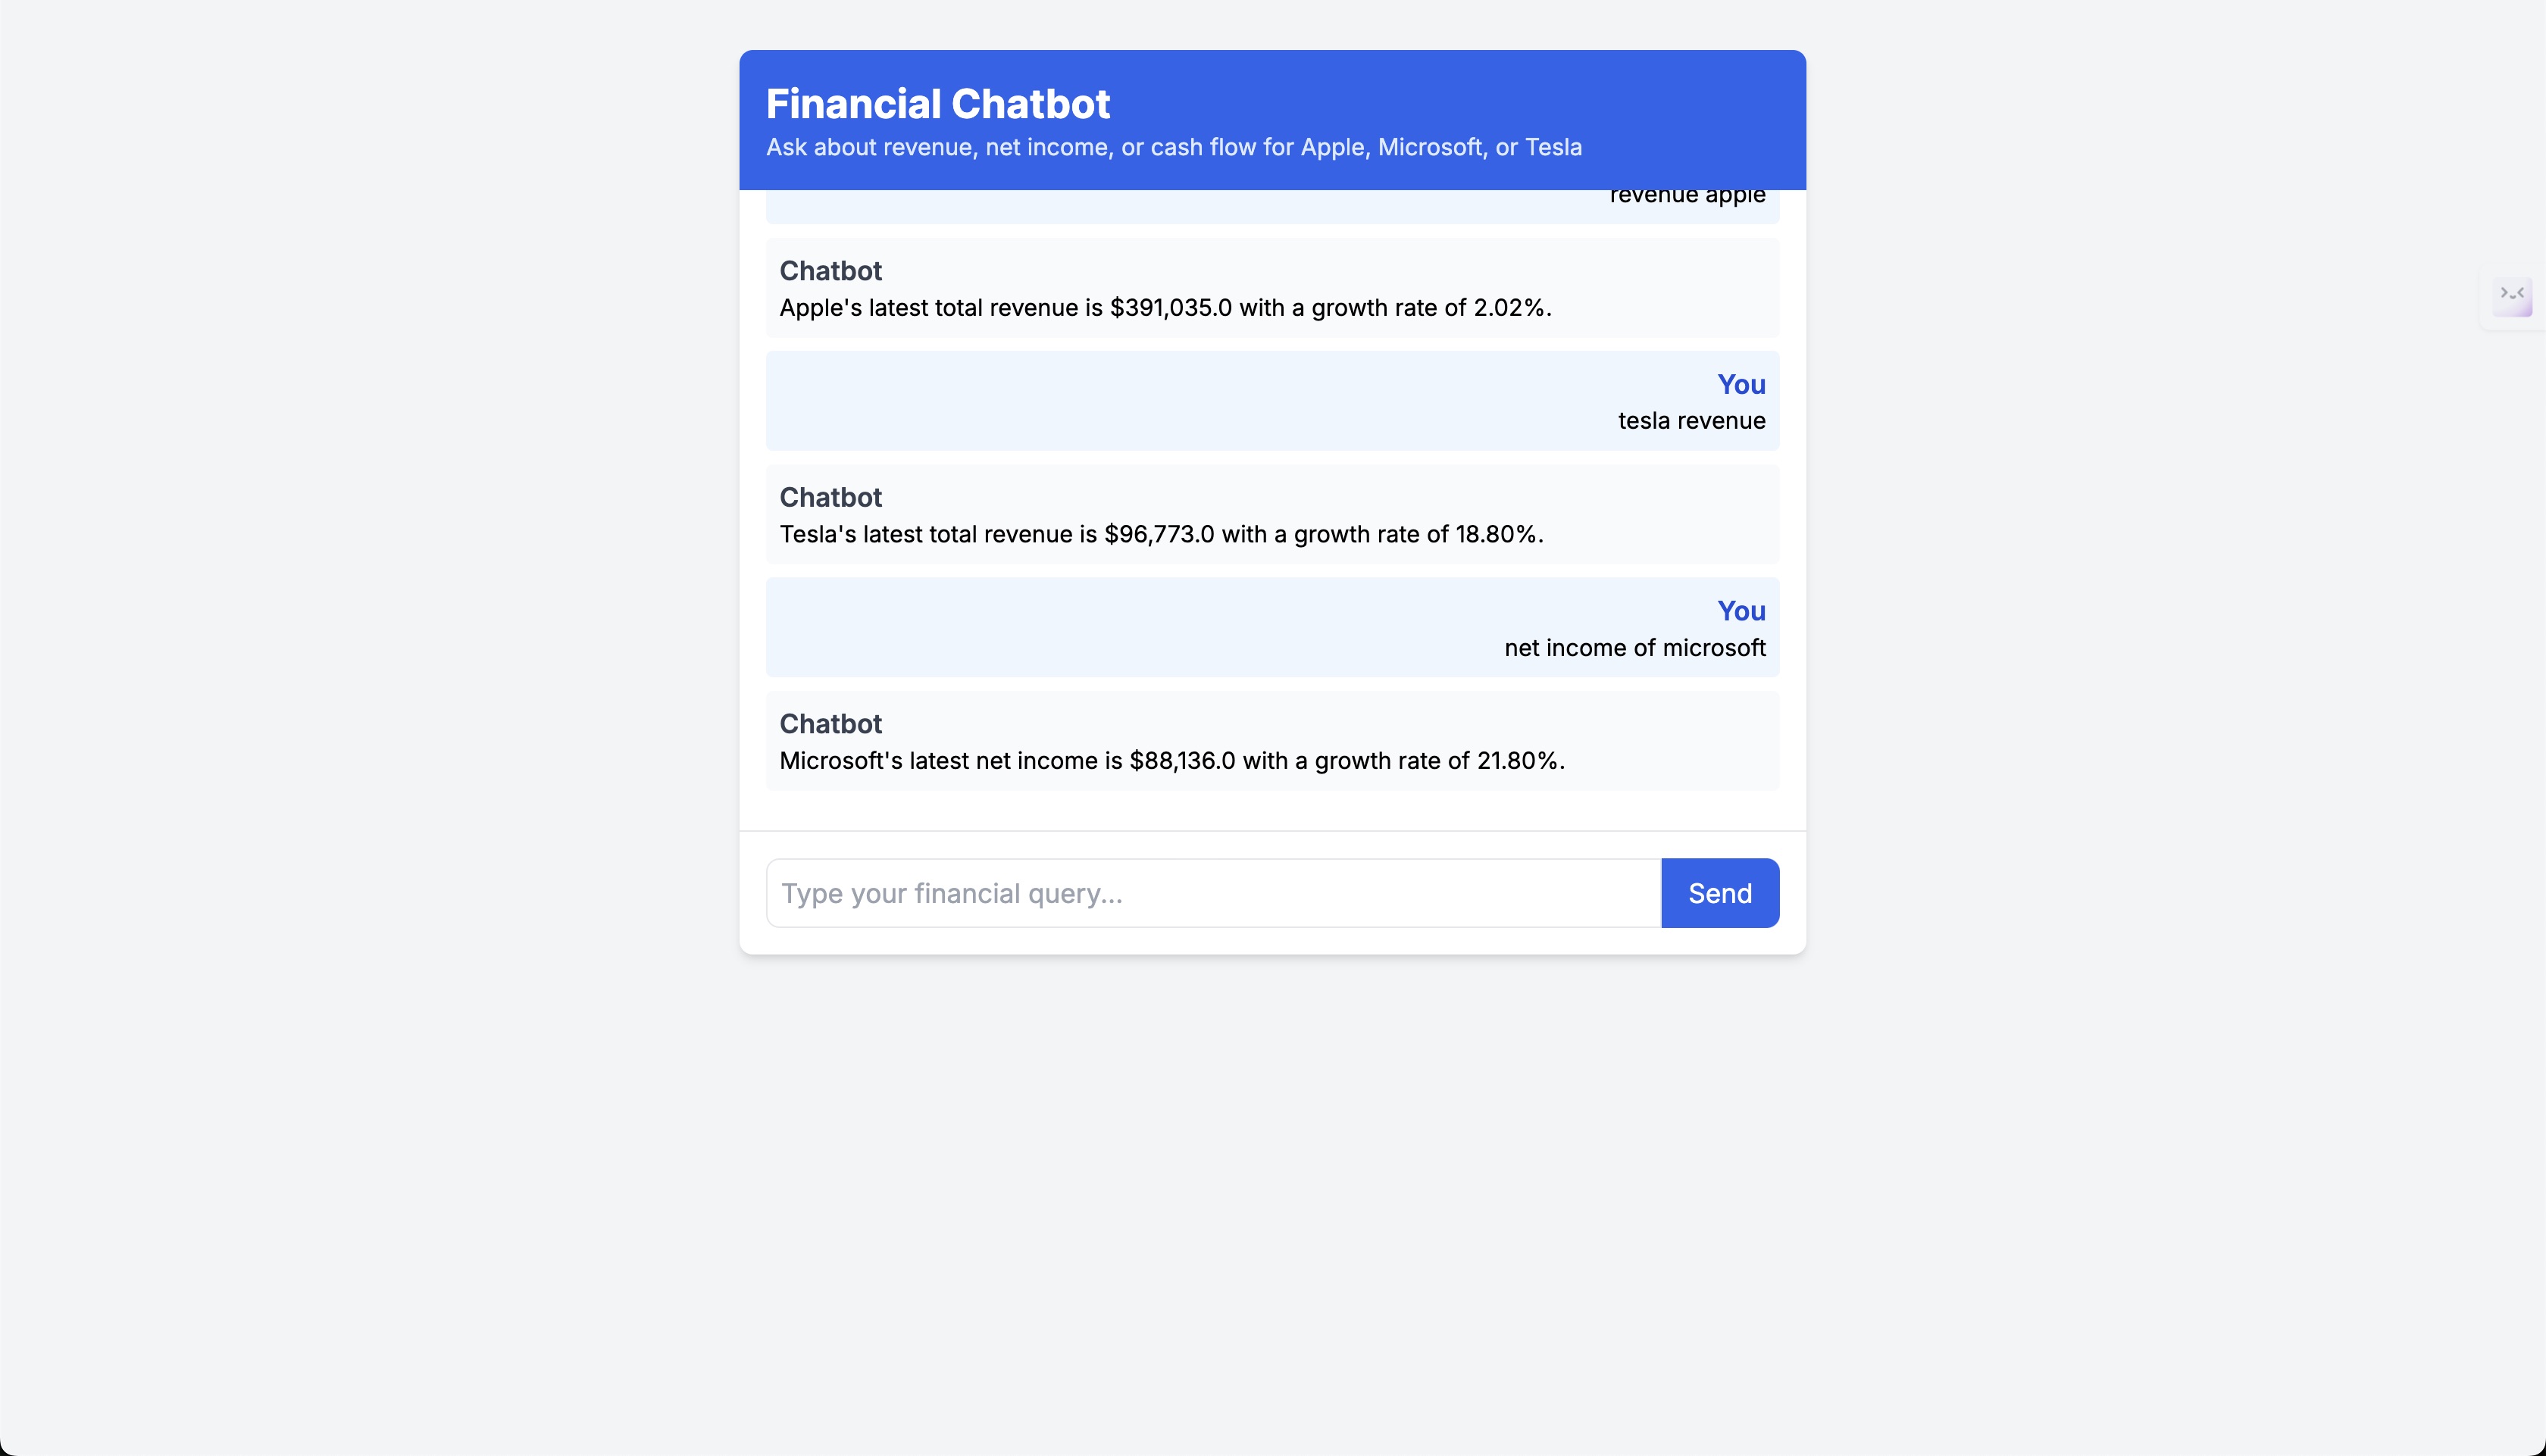 Financial Chatbot
Ask about revenue, net income, or cash flow for Apple, Microsoft, or Tesla
revenue apple
Chatbot
Apple's latest total revenue is $391,035.0 with a growth rate of 2.02%.
You
tesla revenue
Chatbot
Tesla's latest total revenue is $96,773.0 with a growth rate of 18.80%.
You
net income of microsoft
Chatbot
Microsoft's latest net income is $88,136.0 with a growth rate of 21.80%.
Type your financial query...
Send